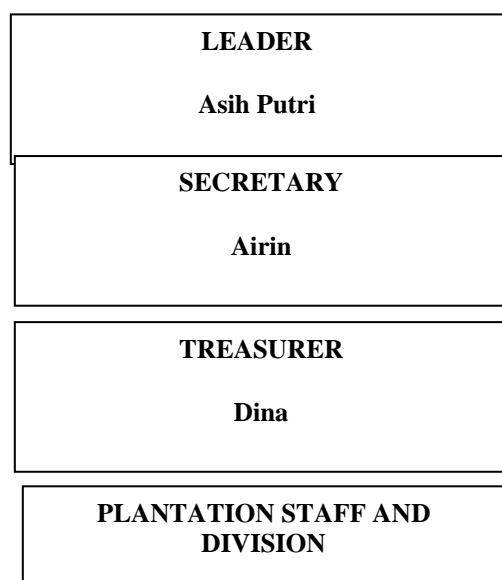 LEADER
Asih Putri
SECRETARY
Airin
TREASURER
Dina
PLANTATION STAFF AND
DIVISION